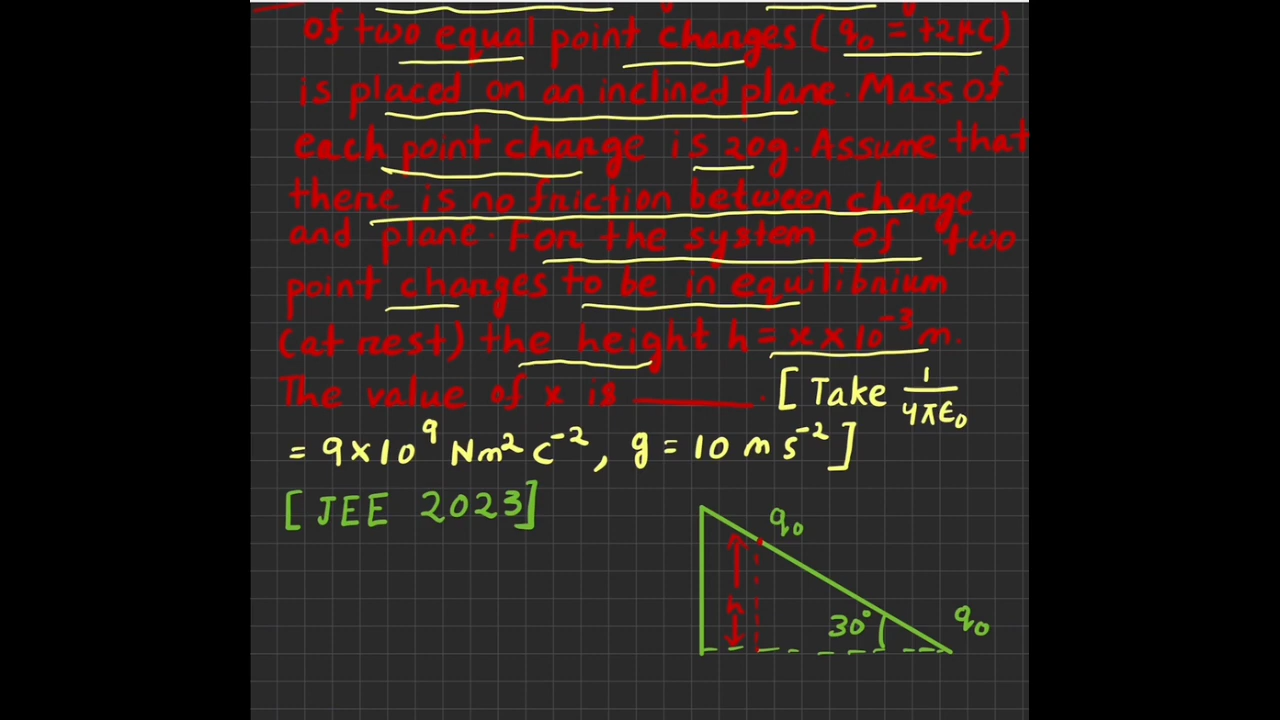 of two equal point changes ( q₀ = +2μC)
is placed on an inclined plane. Mass of
each point change is 20g. Assume that
there is no friction between change
and plane. For the system of two
point changes to be in equilibrium
(at rest) the height h = x × 10⁻³ m.
The value of x is ______. [Take 1/4πε₀
= 9×10⁹ Nm² C⁻², g = 10 m s⁻²]
[JEE 2023]
q₀
h
30°
q₀